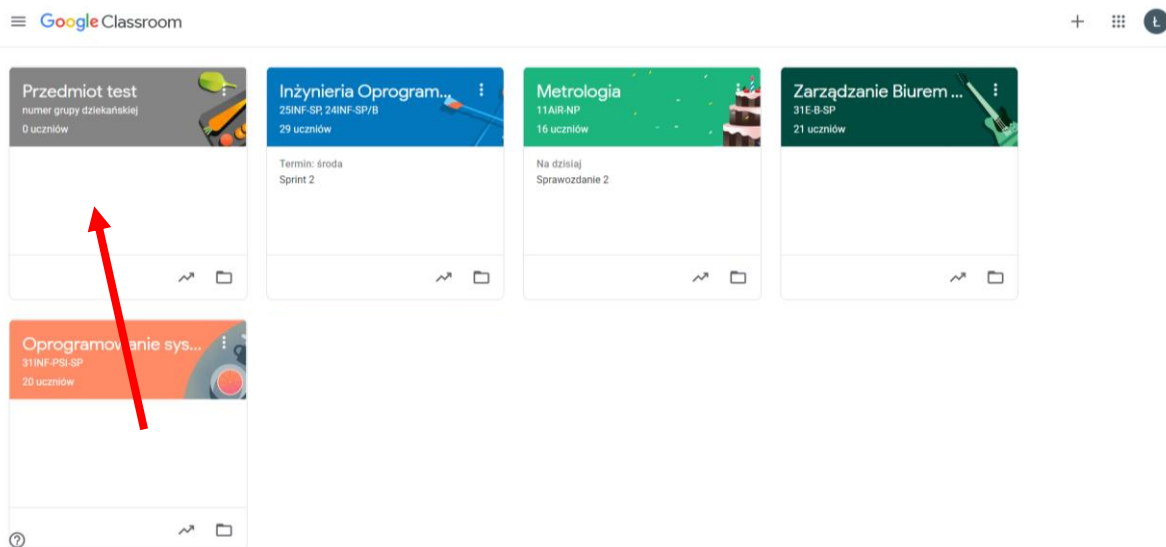 Google Classroom
Ł
Przedmiot test
numer grupy dziekańskiej
0 uczniów
Inżynieria Oprogram...
25INF-SP, 24INF-SP/B
29 uczniów
Termin: środa
Sprint 2
Metrologia
11AiR-NP
16 uczniów
Na dzisiaj
Sprawozdanie 2
Zarządzanie Biurem ...
31E-B-SP
21 uczniów
Oprogramowanie sys...
31INF-PSI-SP
20 uczniów